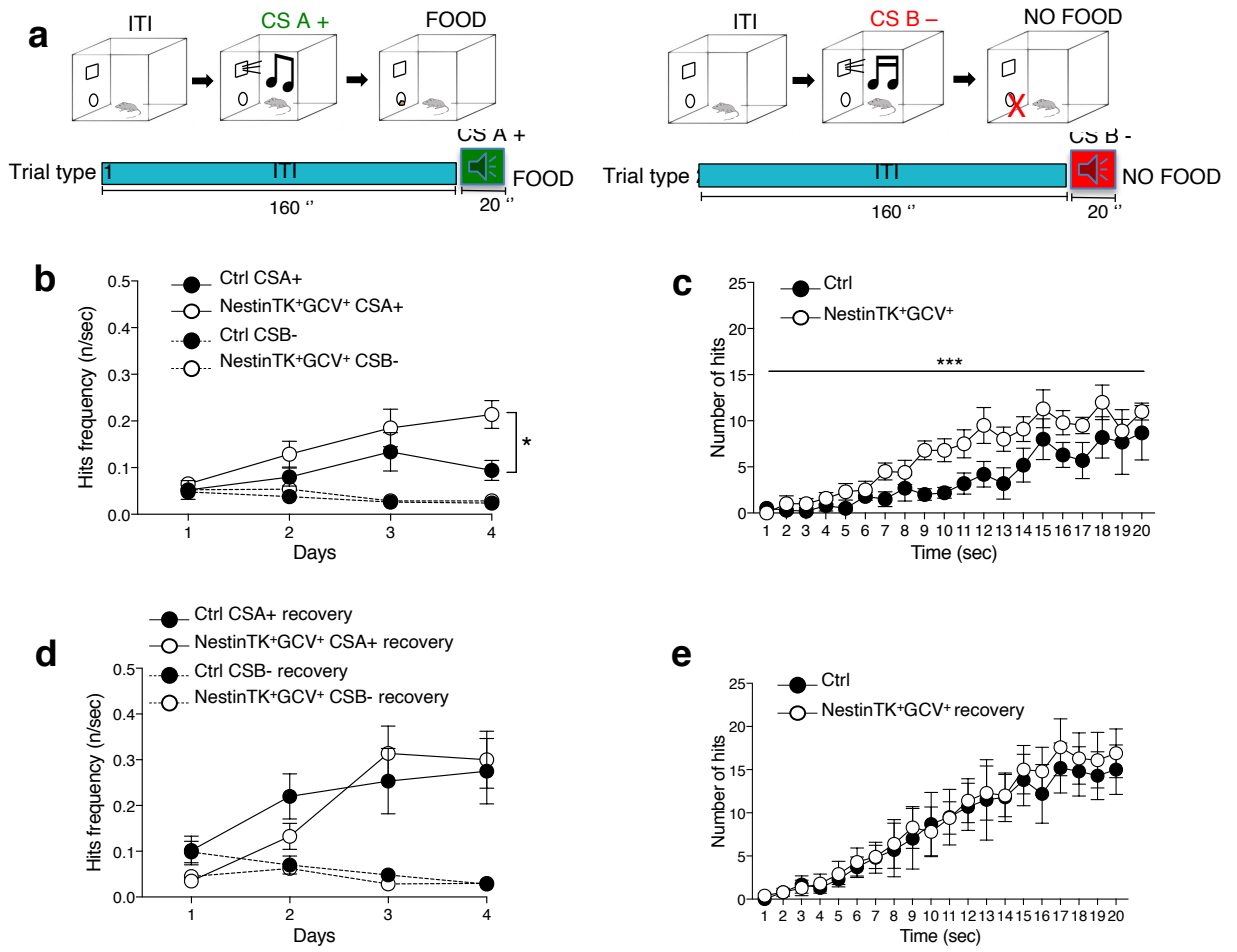 a
ITI
CS A +
FOOD
ITI
CS B –
NO FOOD
X
CS A +
CS B -
Trial type 1
ITI
FOOD
Trial type
ITI
NO FOOD
160 ‘’
20 ‘’
160 ‘’
20 ‘’
b
Ctrl CSA+
NestinTK+GCV+ CSA+
Ctrl CSB-
NestinTK+GCV+ CSB-
Hits frequency (n/sec)
0.5
0.4
0.3
0.2
0.1
0.0
*
1 2 3 4
Days
c
Ctrl
NestinTK+GCV+
Number of hits
25
20
15
10
5
0
***
1 2 3 4 5 6 7 8 9 10 11 12 13 14 15 16 17 18 19 20
Time (sec)
d
Ctrl CSA+ recovery
NestinTK+GCV+ CSA+ recovery
Ctrl CSB- recovery
NestinTK+GCV+ CSB- recovery
Hits frequency (n/sec)
0.5
0.4
0.3
0.2
0.1
0.0
1 2 3 4
Days
e
Ctrl
NestinTK+GCV+ recovery
Number of hits
25
20
15
10
5
0
1 2 3 4 5 6 7 8 9 10 11 12 13 14 15 16 17 18 19 20
Time (sec)